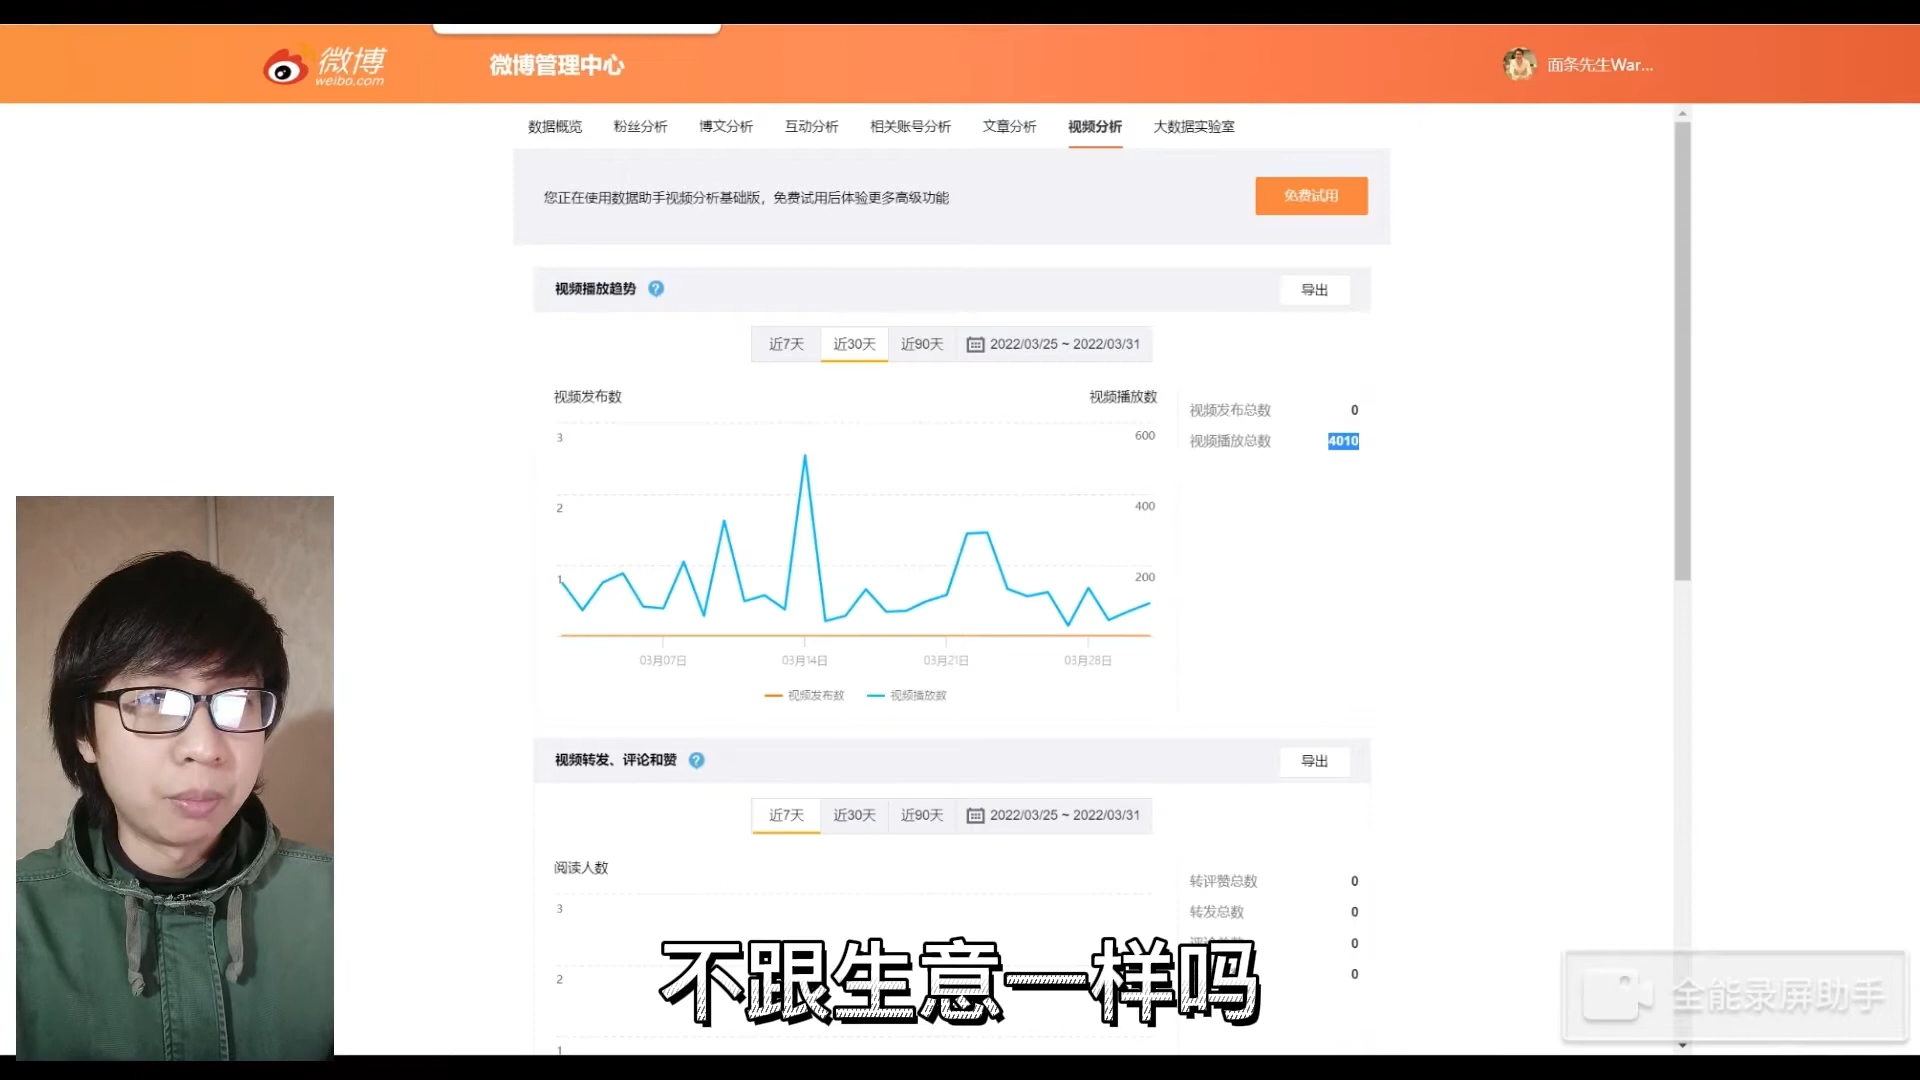 微博
weibo.com
微博管理中心
面条先生War...
数据概览 粉丝分析 博文分析 互动分析 相关账号分析 文章分析 视频分析 大数据实验室
您正在使用数据助手视频分析基础版，免费试用后体验更多高级功能
免费试用
视频播放趋势 ?
导出
近7天 近30天 近90天 2022/03/25 ~ 2022/03/31
视频发布数
视频播放数
视频发布总数 0
视频播放总数 4010
3
600
2
400
1
200
03月07日 03月14日 03月21日 03月28日
视频发布数 视频播放数
视频转发、评论和赞 ?
导出
近7天 近30天 近90天 2022/03/25 ~ 2022/03/31
阅读人数
转评赞总数 0
转发总数 0
0
0
3
2
1
不跟生意一样吗
全能录屏助手